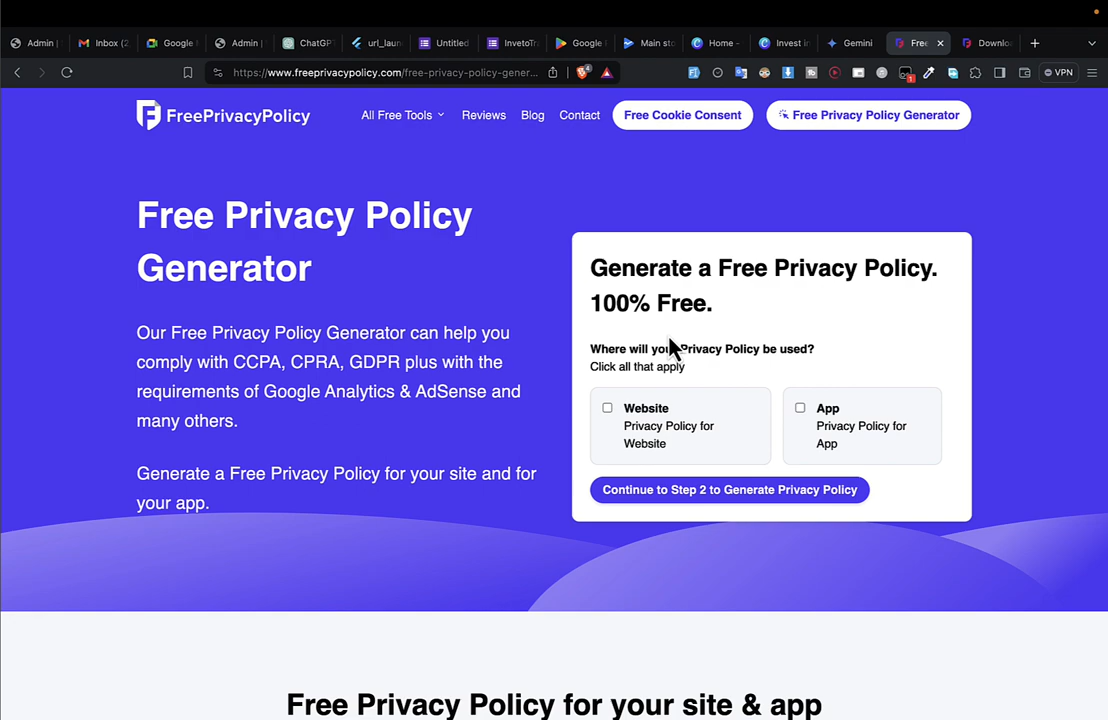 Admin |
Inbox (2
Google
Admin |
ChatGP
url_laun
Untitled
InvetoTr
Google
Main sto
Home -
Invest in
Gemini
Free
Downlo
https://www.freeprivacypolicy.com/free-privacy-policy-gener...
4
1
VPN
FreePrivacyPolicy
All Free Tools
Reviews
Blog
Contact
Free Cookie Consent
Free Privacy Policy Generator
Free Privacy Policy
Generator
Our Free Privacy Policy Generator can help you
comply with CCPA, CPRA, GDPR plus with the
requirements of Google Analytics & AdSense and
many others.
Generate a Free Privacy Policy for your site and for
your app.
Generate a Free Privacy Policy.
100% Free.
Where will your Privacy Policy be used?
Click all that apply
Website
Privacy Policy for
Website
App
Privacy Policy for
App
Continue to Step 2 to Generate Privacy Policy
Free Privacy Policy for your site & app